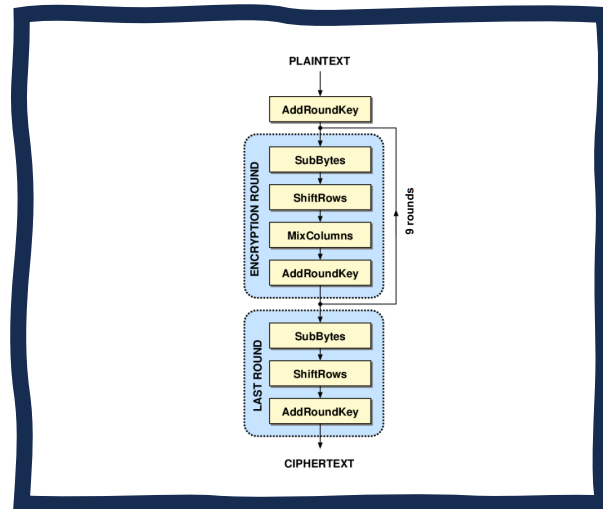 PLAINTEXT
AddRoundKey
ENCRYPTION ROUND
SubBytes
ShiftRows
MixColumns
AddRoundKey
9 rounds
LAST ROUND
SubBytes
ShiftRows
AddRoundKey
CIPHERTEXT